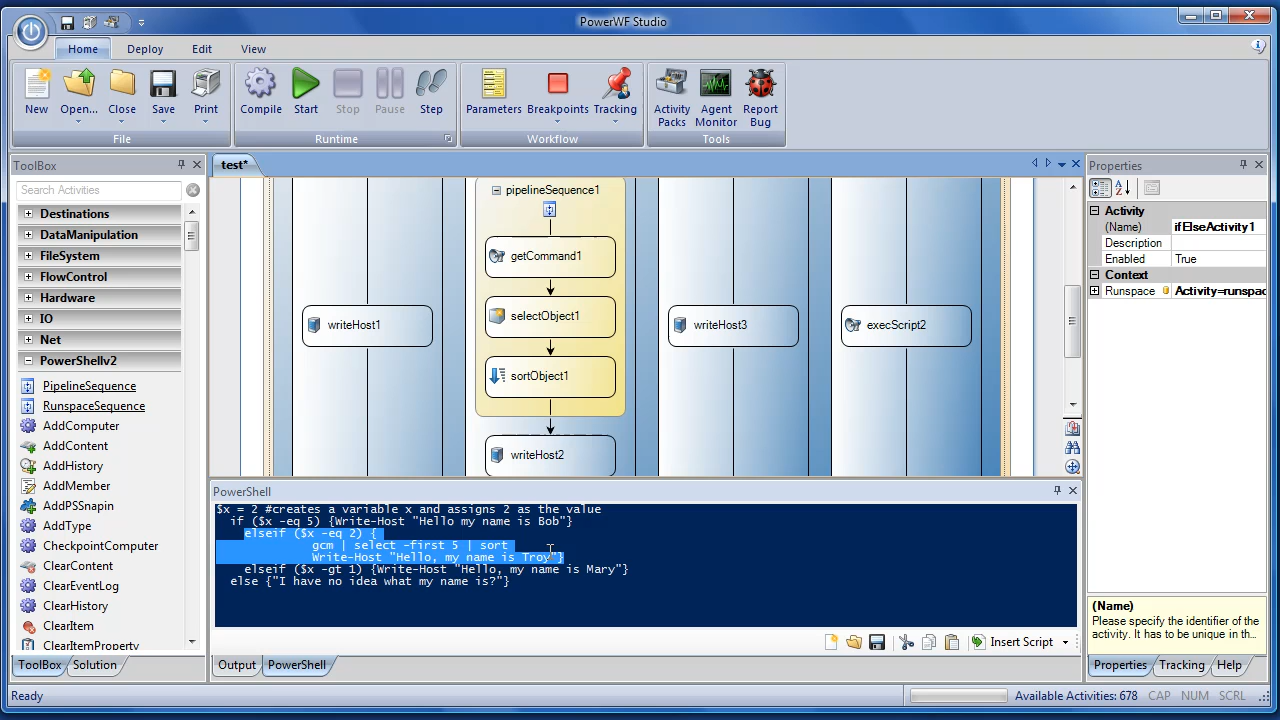 PowerWF Studio
Home Deploy Edit View
New Open... Close Save Print Compile Start Stop Pause Step Parameters Breakpoints Tracking Activity Packs Agent Monitor Report Bug
File Runtime Workflow Tools
ToolBox
Search Activities
Destinations
DataManipulation
FileSystem
FlowControl
Hardware
IO
Net
PowerShellv2
PipelineSequence
RunspaceSequence
AddComputer
AddContent
AddHistory
AddMember
AddPSSnapin
AddType
CheckpointComputer
ClearContent
ClearEventLog
ClearHistory
ClearItem
ClearItemProperty
ToolBox Solution
test*
pipelineSequence1
getCommand1
selectObject1
writeHost1
writeHost3
execScript2
sortObject1
writeHost2
PowerShell
$x = 2 #creates a variable x and assigns 2 as the value
if ($x -eq 5) {Write-Host "Hello my name is Bob"}
elseif ($x -eq 2) {
gcm | select -first 5 | sort
Write-Host "Hello, my name is Troy"}
elseif ($x -gt 1) {Write-Host "Hello, my name is Mary"}
else {"I have no idea what my name is?"}
Insert Script
Output PowerShell
Properties
Activity
(Name) ifElseActivity1
Description
Enabled True
Context
Runspace Activity=runspac
(Name)
Please specify the identifier of the
activity. It has to be unique in th...
Properties Tracking Help
Ready
Available Activities: 678 CAP NUM SCRL